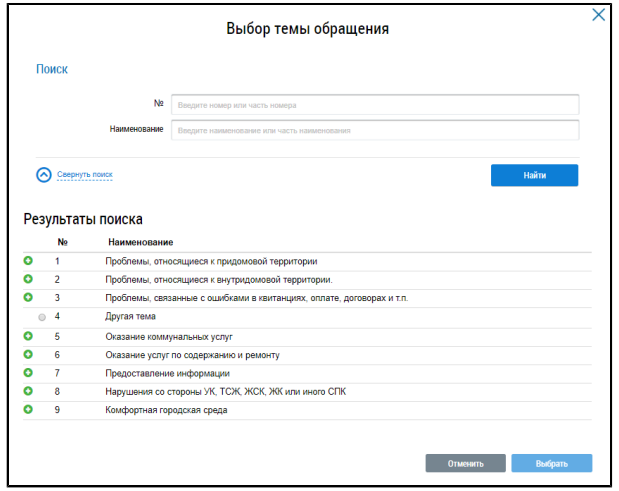 Выбор темы обращения
Поиск
№ Введите номер или часть номера
Наименование Введите наименование или часть наименования
Свернуть поиск Найти
Результаты поиска
№ Наименование
1 Проблемы, относящиеся к придомовой территории
2 Проблемы, относящиеся к внутридомовой территории.
3 Проблемы, связанные с ошибками в квитанциях, оплате, договорах и т.п.
4 Другая тема
5 Оказание коммунальных услуг
6 Оказание услуг по содержанию и ремонту
7 Предоставление информации
8 Нарушения со стороны УК, ТСЖ, ЖСК, ЖК или иного СПК
9 Комфортная городская среда
Отменить Выбрать